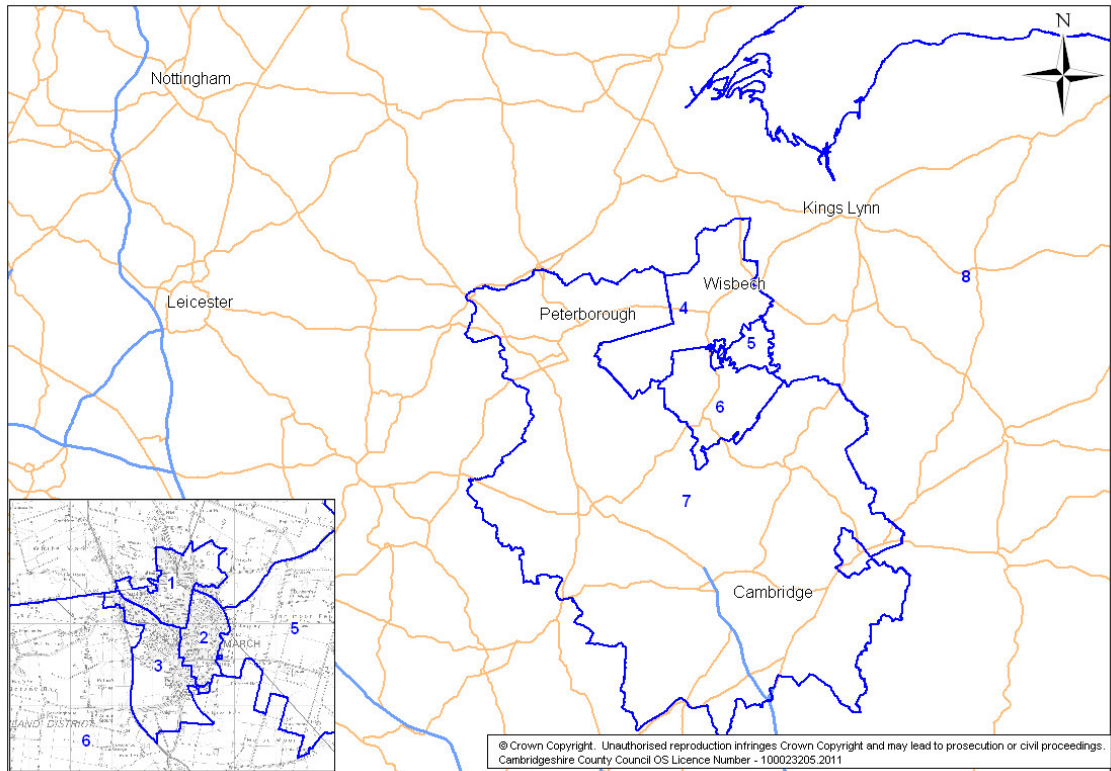 N
Nottingham
Kings Lynn
8
Leicester
Wisbech
4
Peterborough
5
6
7
Cambridge
1
2
5
MARCH
3
6
© Crown Copyright. Unauthorised reproduction infringes Crown Copyright and may lead to prosecution or civil proceedings.
Cambridgeshire County Council OS Licence Number - 100023205.2011